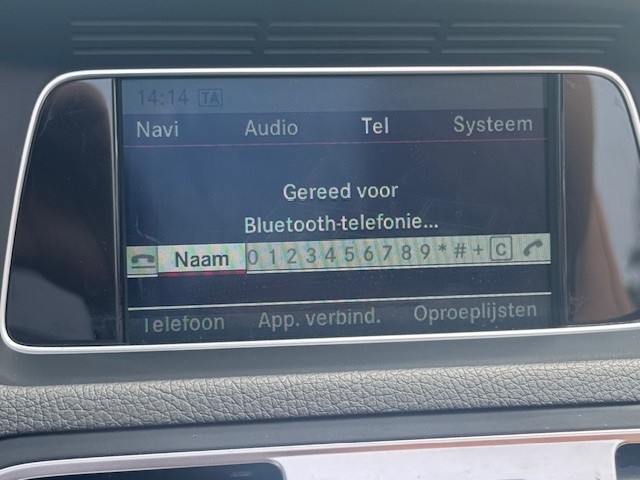 14:14 TA
Navi Audio Tel Systeem
Gereed voor
Bluetooth-telefonie...
Naam 0 1 2 3 4 5 6 7 8 9 * # + C
Telefoon App. verbind. Oproeplijsten